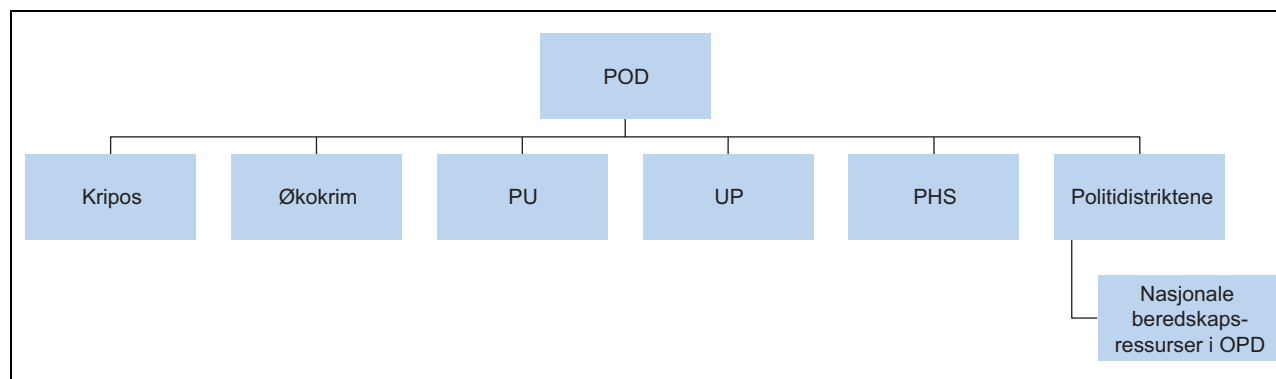 POD
Kripos
Økokrim
PU
UP
PHS
Politidistriktene
Nasjonale
beredskaps-
ressurser i OPD